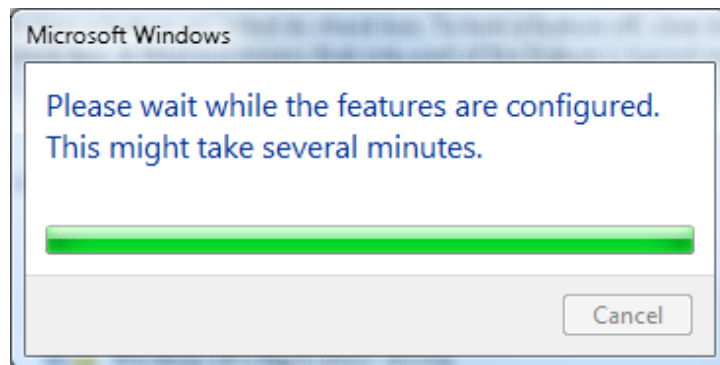 Microsoft Windows
Please wait while the features are configured.
This might take several minutes.
Cancel